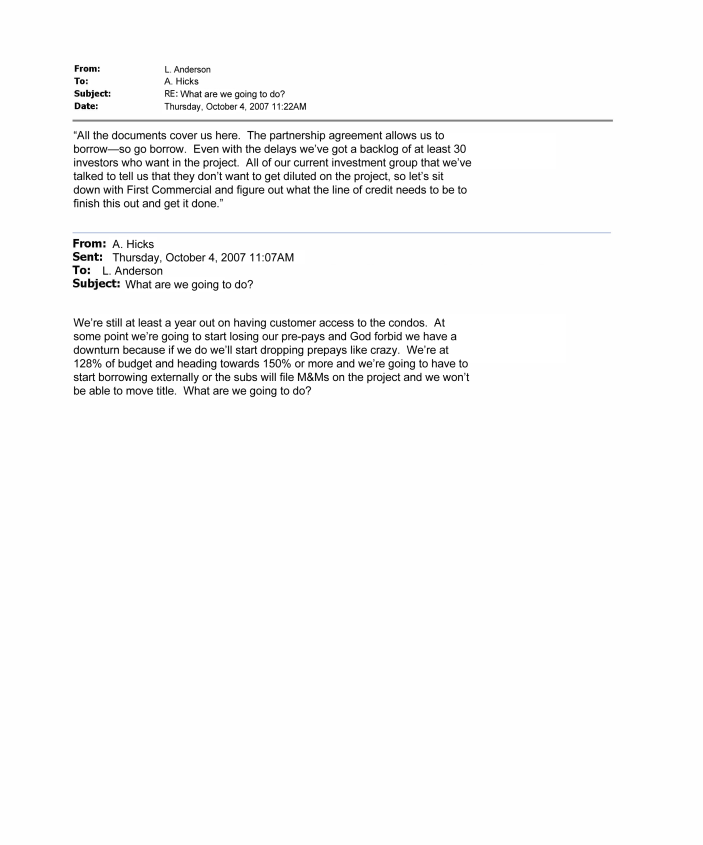 From: L. Anderson
To: A. Hicks
Subject: RE: What are we going to do?
Date: Thursday, October 4, 2007 11:22AM
“All the documents cover us here.  The partnership agreement allows us to
borrow—so go borrow.  Even with the delays we’ve got a backlog of at least 30
investors who want in the project.  All of our current investment group that we’ve
talked to tell us that they don’t want to get diluted on the project, so let’s sit
down with First Commercial and figure out what the line of credit needs to be to
finish this out and get it done.”
From: A. Hicks
Sent: Thursday, October 4, 2007 11:07AM
To: L. Anderson
Subject: What are we going to do?
We’re still at least a year out on having customer access to the condos.  At
some point we’re going to start losing our pre-pays and God forbid we have a
downturn because if we do we’ll start dropping prepays like crazy.  We’re at
128% of budget and heading towards 150% or more and we’re going to have to
start borrowing externally or the subs will file M&Ms on the project and we won’t
be able to move title.  What are we going to do?